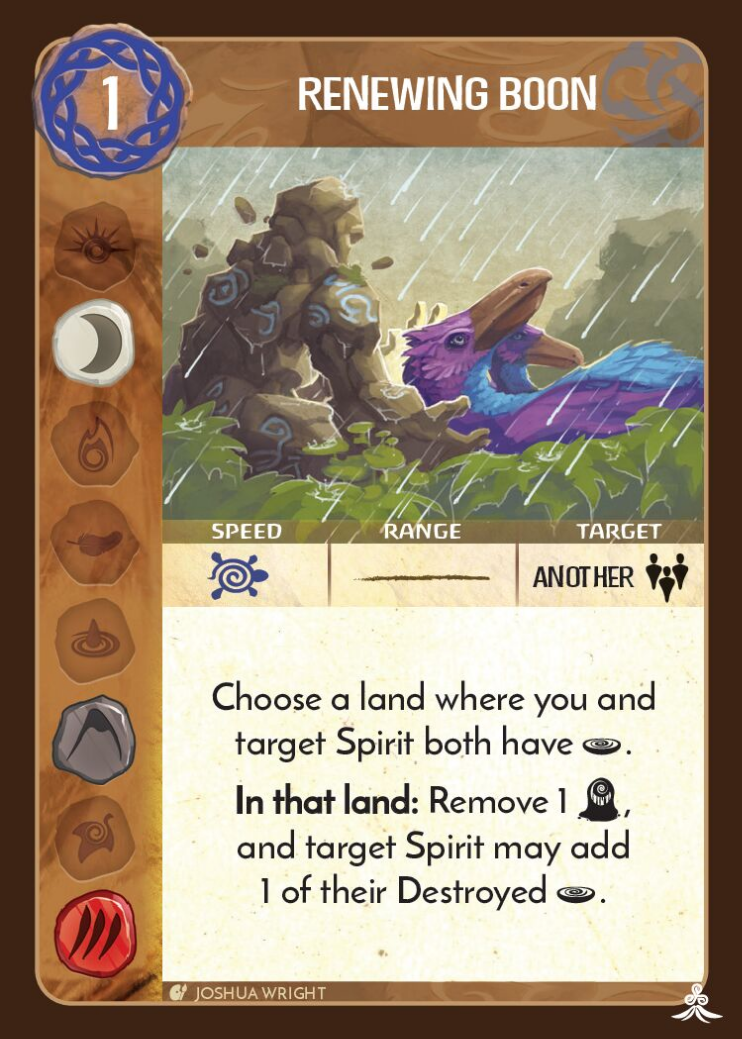 1
RENEWING BOON
SPEED RANGE TARGET
ANOTHER
Choose a land where you and
target Spirit both have .
In that land: Remove 1 ,
and target Spirit may add
1 of their Destroyed .
JOSHUA WRIGHT